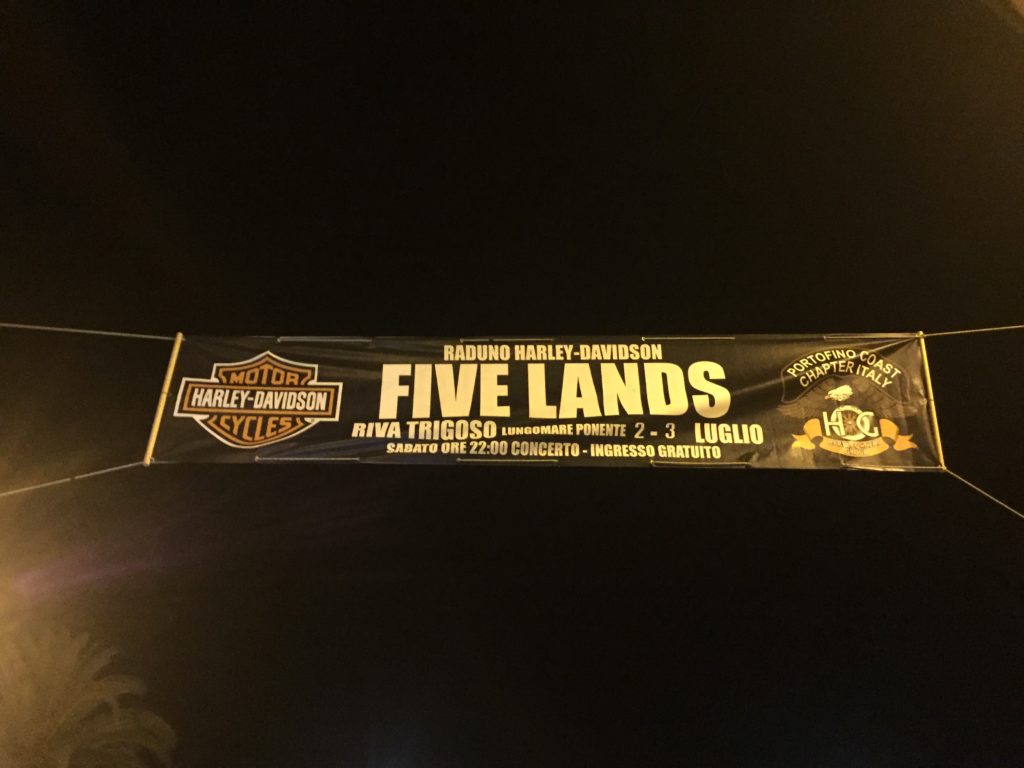 MOTOR
HARLEY-DAVIDSON
CYCLES
RADUNO HARLEY-DAVIDSON
FIVE LANDS
RIVA TRIGOSO LUNGOMARE PONENTE 2 - 3 LUGLIO
SABATO ORE 22:00 CONCERTO - INGRESSO GRATUITO
PORTOFINO COAST
CHAPTER ITALY
HOG